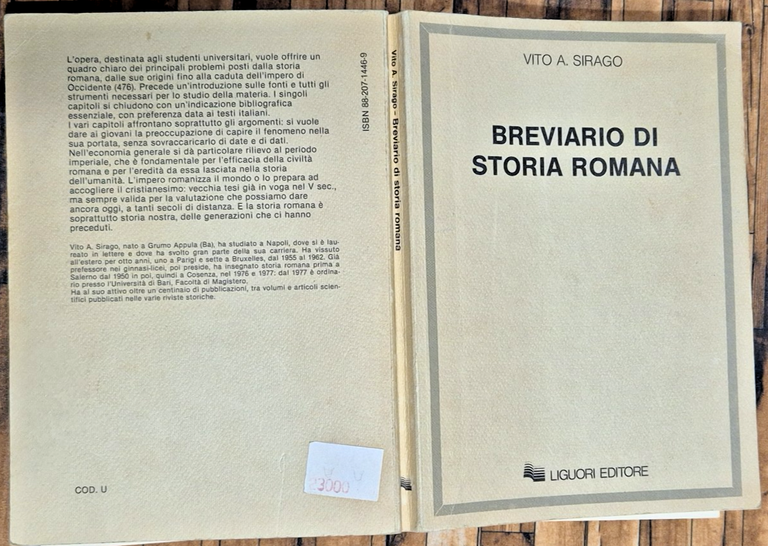 L'opera, destinata agli studenti universitari, vuole offrire un
quadro chiaro dei principali problemi posti dalla storia
romana, dalle sue origini fino alla caduta dell'impero di
Occidente (476). Precede un'introduzione sulle fonti e tutti gli
strumenti necessari per lo studio della materia. I singoli
capitoli si chiudono con un'indicazione bibliografica
essenziale, con preferenza data ai testi italiani.
I vari capitoli affrontano soprattutto gli argomenti: si vuole
dare ai giovani la preoccupazione di capire il fenomeno nella
sua portata, senza sovraccaricarlo di date e di dati.
Nell'economia generale si dà particolare rilievo al periodo
imperiale, che è fondamentale per l'efficacia della civiltà
romana e per l'eredità da essa lasciata nella storia
dell'umanità. L'impero romanizza il mondo o lo prepara ad
accogliere il cristianesimo: vecchia tesi già in voga nel V sec.,
ma sempre valida per la valutazione che possiamo dare
ancora oggi, a tanti secoli di distanza. E la storia romana è
soprattutto storia nostra, delle generazioni che ci hanno
preceduti.
Vito A. Sirago, nato a Grumo Appula (Ba), ha studiato a Napoli, dove si è lau-
reato in lettere e dove ha svolto gran parte della sua carriera. Ha vissuto
all'estero per otto anni, uno a Parigi e sette a Bruxelles, dal 1955 al 1962. Già
prefessore nei ginnasi-licei, poi preside, ha insegnato storia romana prima a
Salerno dal 1950 in poi, quindi a Cosenza, nel 1976 e 1977: dal 1977 è ordina-
rio presso l'Università di Bari, Facoltà di Magistero.
Ha al suo attivo oltre un centinaio di pubblicazioni, tra volumi e articoli scien-
tifici pubblicati nelle varie riviste storiche.
COD. U
ISBN 88-207-1446-9
3000
Vito A. Sirago - Breviario di storia romana
VITO A. SIRAGO
BREVIARIO DI
STORIA ROMANA
LIGUORI EDITORE